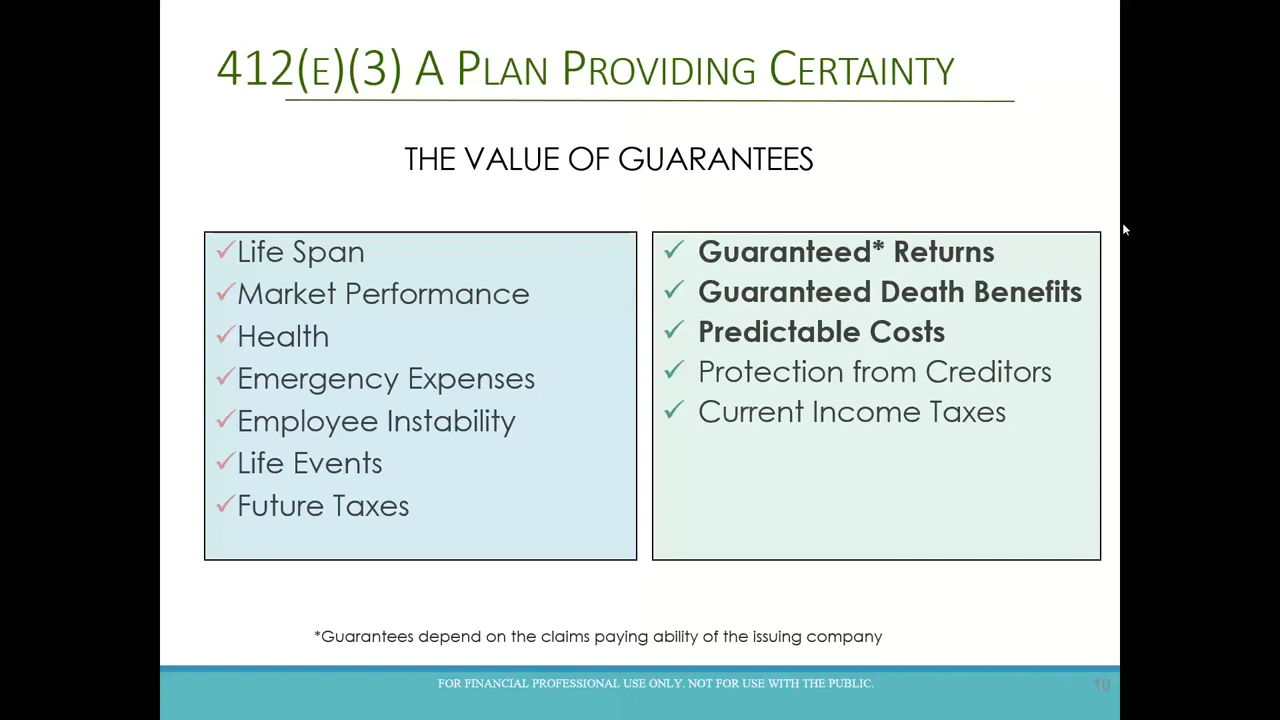 412(E)(3) A PLAN PROVIDING CERTAINTY
THE VALUE OF GUARANTEES
✓Life Span
✓Market Performance
✓Health
✓Emergency Expenses
✓Employee Instability
✓Life Events
✓Future Taxes
✓ Guaranteed* Returns
✓ Guaranteed Death Benefits
✓ Predictable Costs
✓ Protection from Creditors
✓ Current Income Taxes
*Guarantees depend on the claims paying ability of the issuing company
FOR FINANCIAL PROFESSIONAL USE ONLY. NOT FOR USE WITH THE PUBLIC.
10